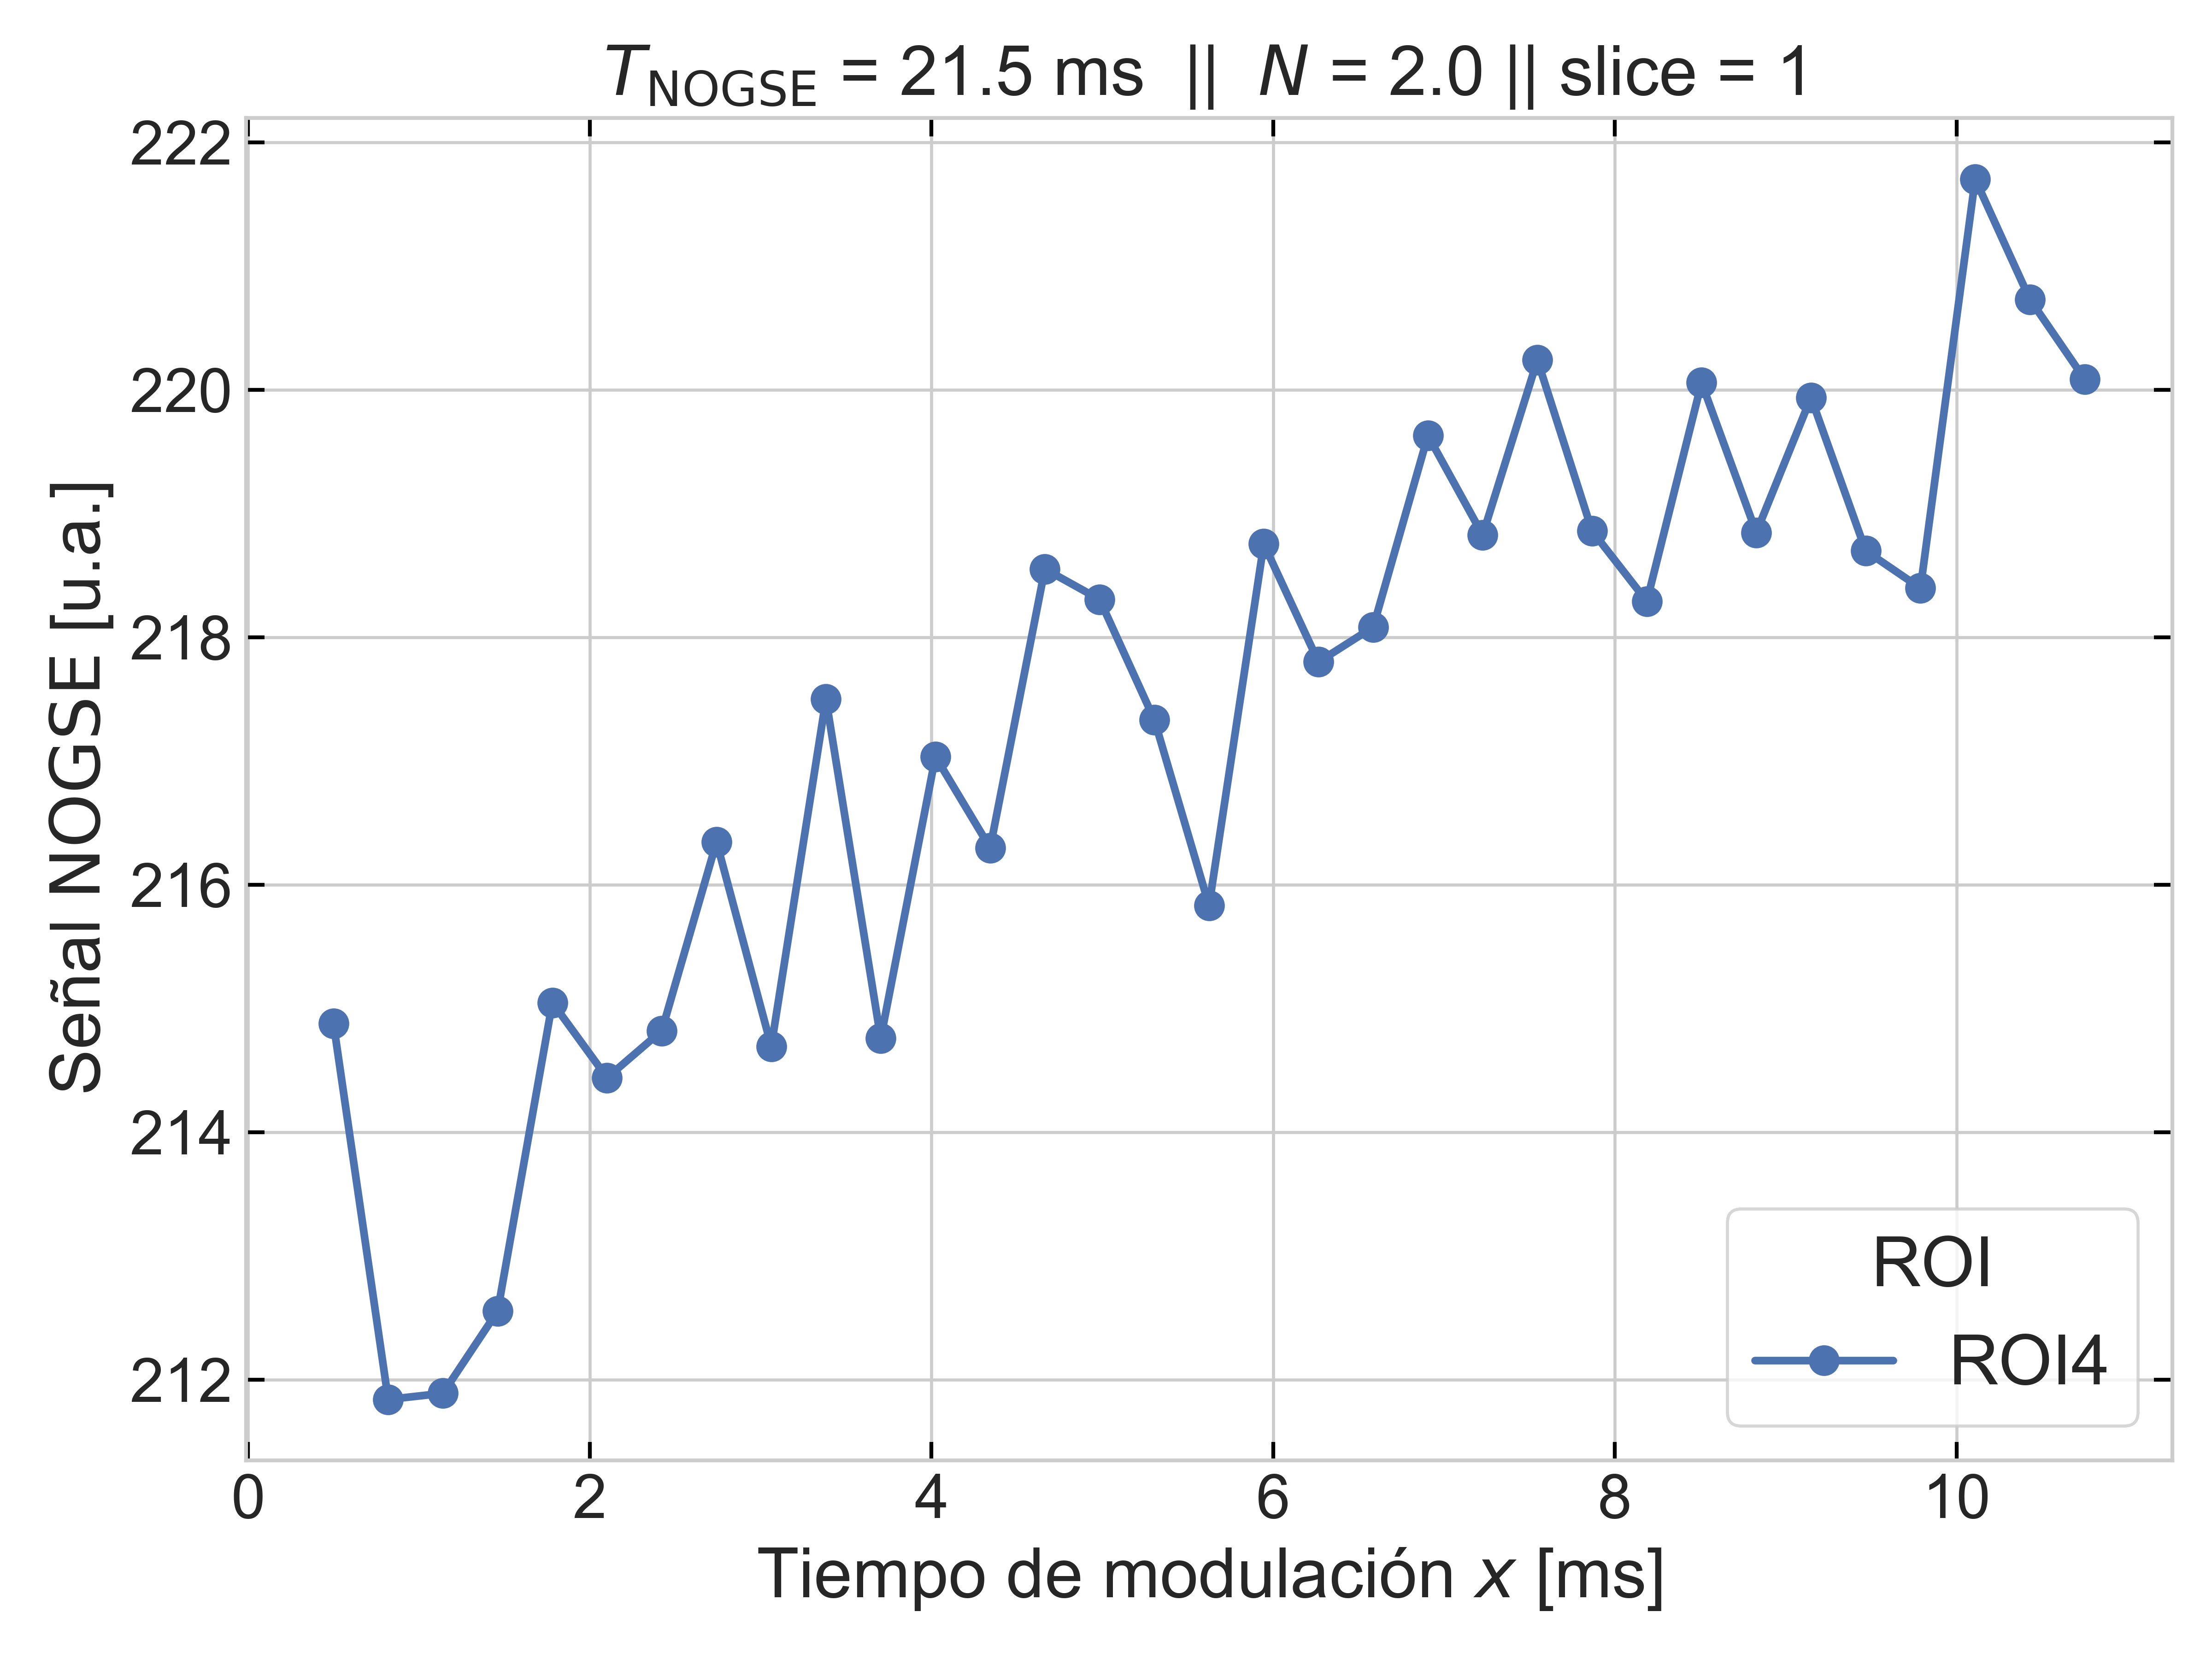 T_NOGSE = 21.5 ms || N = 2.0 || slice = 1
222
220
218
216
214
212
Señal NOGSE [u.a.]
ROI
ROI4
0 2 4 6 8 10
Tiempo de modulación x [ms]